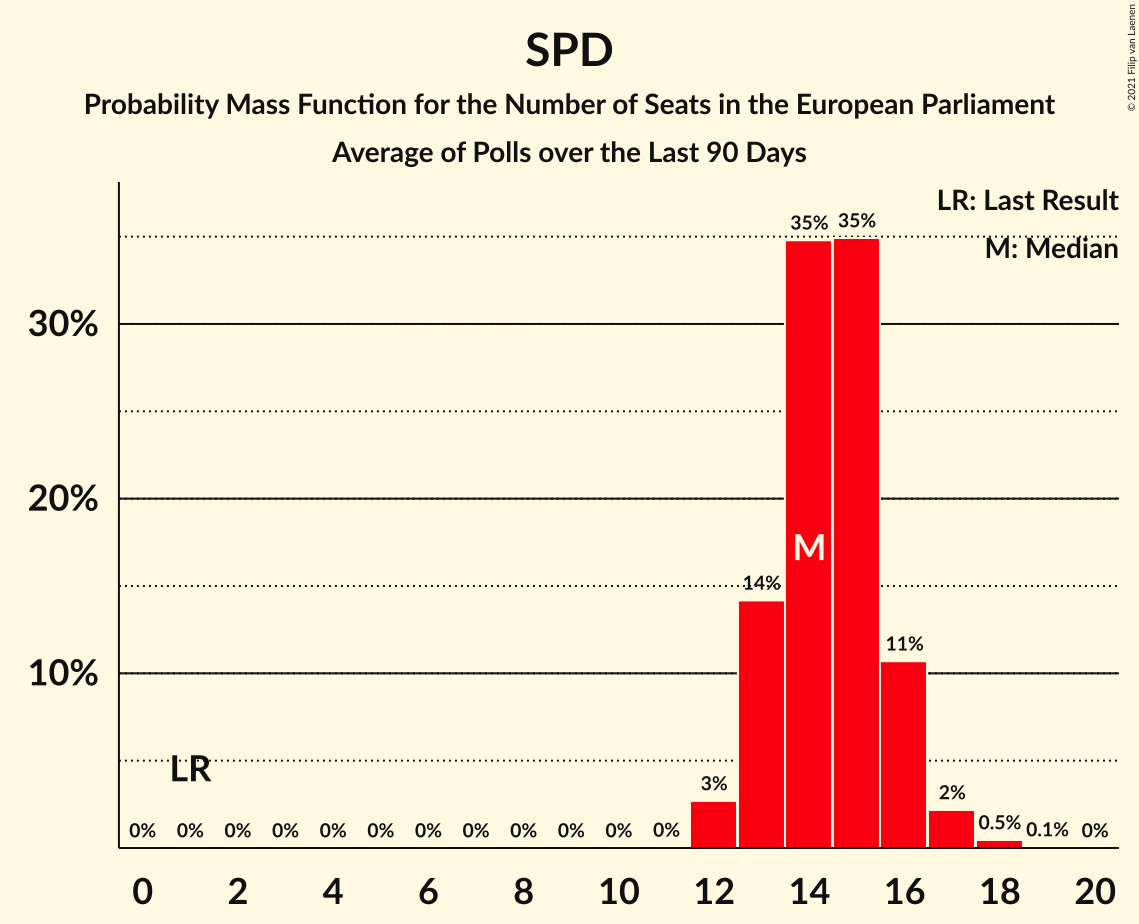 SPD
Probability Mass Function for the Number of Seats in the European Parliament
Average of Polls over the Last 90 Days
© 2021 Filip van Laenen
LR: Last Result
M: Median
35% 35%
30%
20%
M
14%
11%
10%
LR
3%
2%
0% 0% 0% 0% 0% 0% 0% 0% 0% 0% 0% 0% 0.5% 0.1% 0%
0 2 4 6 8 10 12 14 16 18 20